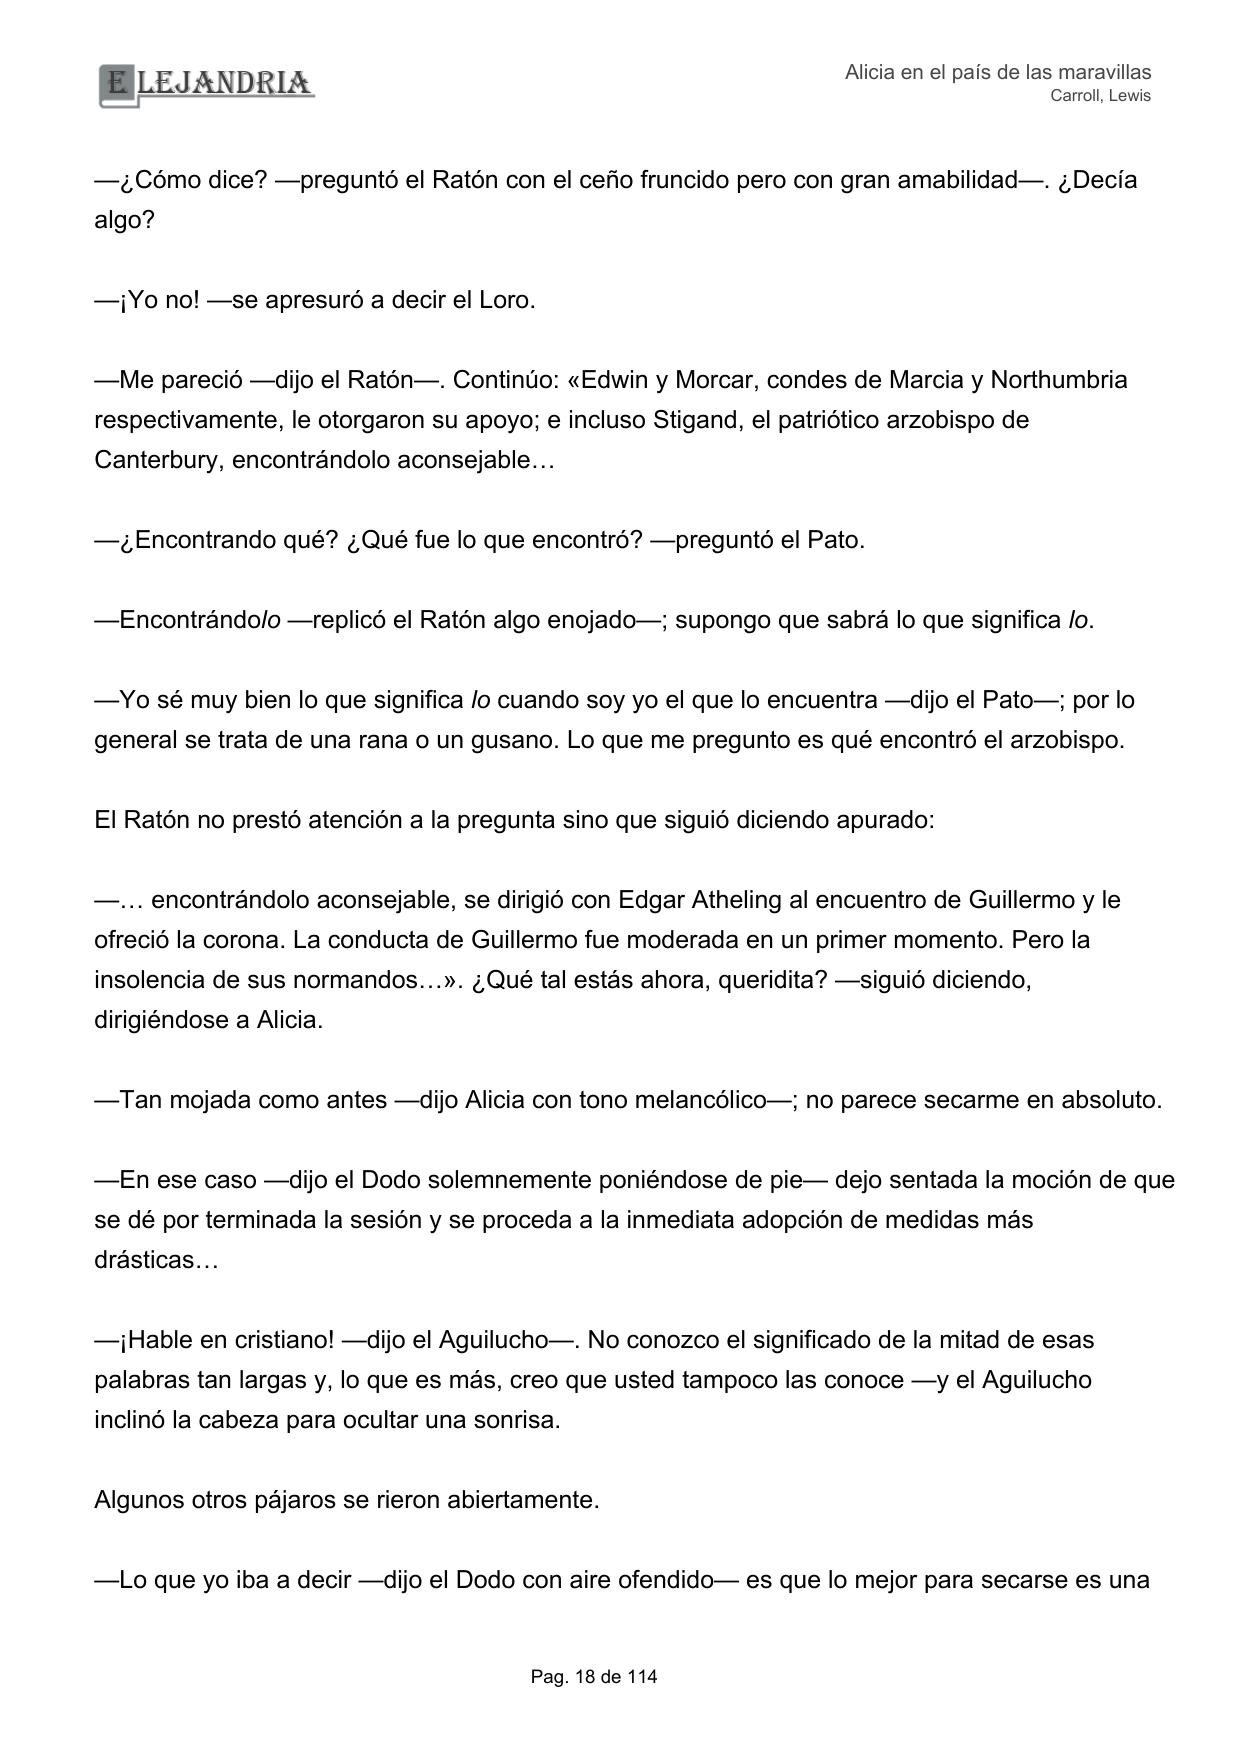 ELEJANDRIA
Alicia en el país de las maravillas
Carroll, Lewis
—¿Cómo dice? —preguntó el Ratón con el ceño fruncido pero con gran amabilidad—. ¿Decía
algo?
—¡Yo no! —se apresuró a decir el Loro.
—Me pareció —dijo el Ratón—. Continúo: «Edwin y Morcar, condes de Marcia y Northumbria
respectivamente, le otorgaron su apoyo; e incluso Stigand, el patriótico arzobispo de
Canterbury, encontrándolo aconsejable…
—¿Encontrando qué? ¿Qué fue lo que encontró? —preguntó el Pato.
—Encontrándolo —replicó el Ratón algo enojado—; supongo que sabrá lo que significa lo.
—Yo sé muy bien lo que significa lo cuando soy yo el que lo encuentra —dijo el Pato—; por lo
general se trata de una rana o un gusano. Lo que me pregunto es qué encontró el arzobispo.
El Ratón no prestó atención a la pregunta sino que siguió diciendo apurado:
—… encontrándolo aconsejable, se dirigió con Edgar Atheling al encuentro de Guillermo y le
ofreció la corona. La conducta de Guillermo fue moderada en un primer momento. Pero la
insolencia de sus normandos…». ¿Qué tal estás ahora, queridita? —siguió diciendo,
dirigiéndose a Alicia.
—Tan mojada como antes —dijo Alicia con tono melancólico—; no parece secarme en absoluto.
—En ese caso —dijo el Dodo solemnemente poniéndose de pie— dejo sentada la moción de que
se dé por terminada la sesión y se proceda a la inmediata adopción de medidas más
drásticas…
—¡Hable en cristiano! —dijo el Aguilucho—. No conozco el significado de la mitad de esas
palabras tan largas y, lo que es más, creo que usted tampoco las conoce —y el Aguilucho
inclinó la cabeza para ocultar una sonrisa.
Algunos otros pájaros se rieron abiertamente.
—Lo que yo iba a decir —dijo el Dodo con aire ofendido— es que lo mejor para secarse es una
Pag. 18 de 114